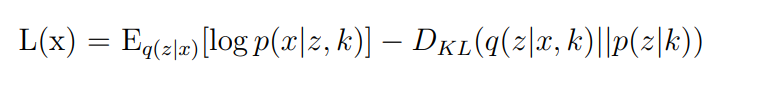 L(x) = E_{q(z|x)}[log p(x|z, k)] − D_{KL}(q(z|x, k)||p(z|k))